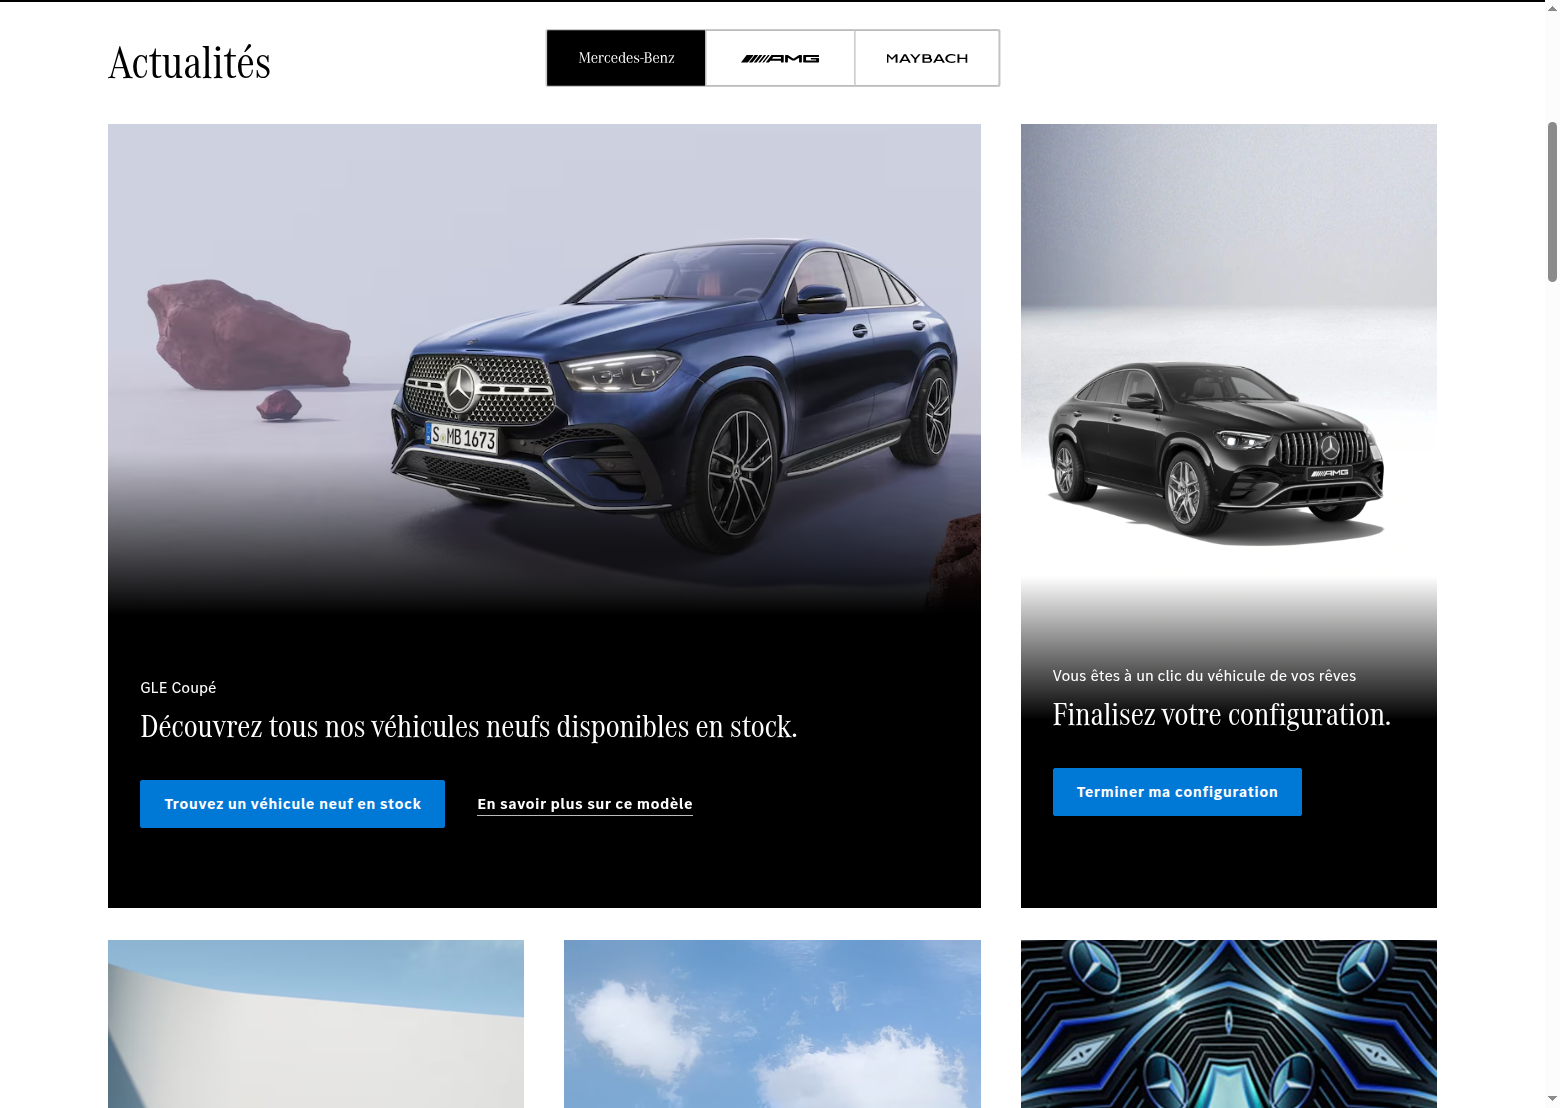 Actualités
Mercedes-Benz
AMG
MAYBACH
S MB 1673
AMG
GLE Coupé
Découvrez tous nos véhicules neufs disponibles en stock.
Trouvez un véhicule neuf en stock
En savoir plus sur ce modèle
Vous êtes à un clic du véhicule de vos rêves
Finalisez votre configuration.
Terminer ma configuration